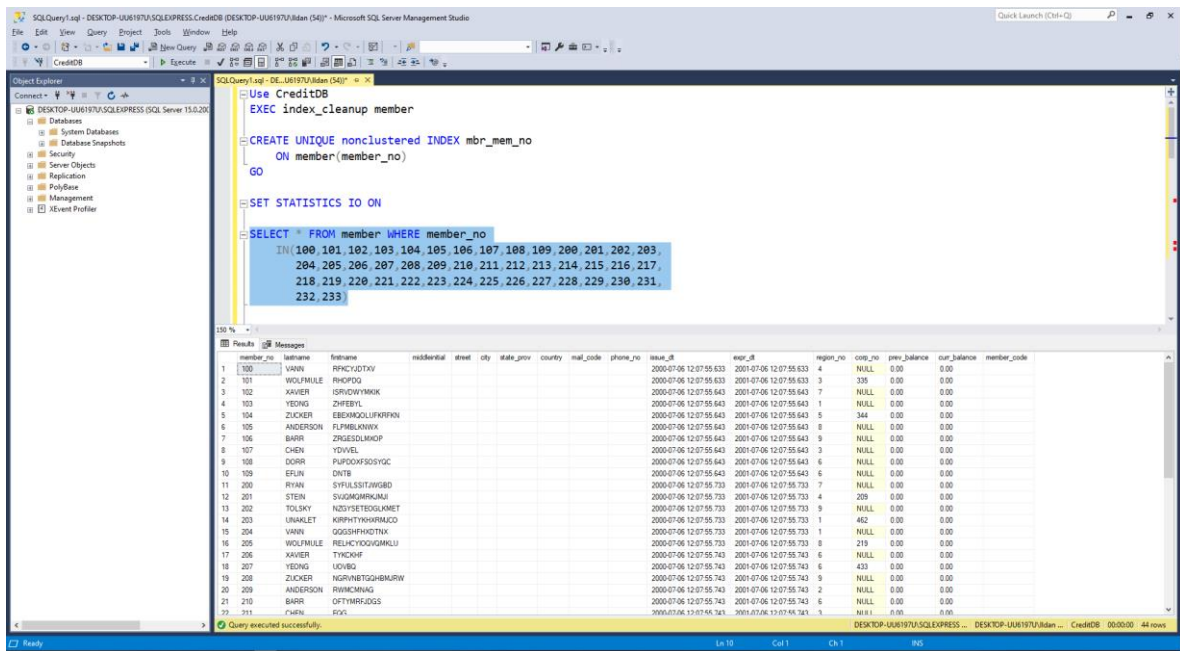 SQLQuery1.sql - DESKTOP-UU6197U\SQLEXPRESS.CreditDB (DESKTOP-UU6197U\ildan (54))* - Microsoft SQL Server Management Studio
Quick Launch (Ctrl+Q)
File Edit View Query Project Tools Window Help
New Query
CreditDB
Execute
Object Explorer
Connect
DESKTOP-UU6197U\SQLEXPRESS (SQL Server 15.0.200
Databases
System Databases
Database Snapshots
Security
Server Objects
Replication
PolyBase
Management
XEvent Profiler
SQLQuery1.sql - DE...U6197U\ildan (54))*
Use CreditDB
EXEC index_cleanup member
CREATE UNIQUE nonclustered INDEX mbr_mem_no
ON member(member_no)
GO
SET STATISTICS IO ON
SELECT * FROM member WHERE member_no
IN(100,101,102,103,104,105,106,107,108,109,200,201,202,203,
204,205,206,207,208,209,210,211,212,213,214,215,216,217,
218,219,220,221,222,223,224,225,226,227,228,229,230,231,
232,233)
150 %
Results Messages
member_no lastname firstname middleinitial street city state_prov country mail_code phone_no issue_dt expr_dt region_no corp_no prev_balance curr_balance member_code
1 100 VANN RFKCYJDTXV 2000-07-06 12:07:55.633 2001-07-06 12:07:55.633 4 NULL 0.00 0.00
2 101 WOLFMULE RHOPDQ 2000-07-06 12:07:55.633 2001-07-06 12:07:55.633 3 335 0.00 0.00
3 102 XAVIER ISRVDWYMKIK 2000-07-06 12:07:55.643 2001-07-06 12:07:55.643 7 NULL 0.00 0.00
4 103 YEONG ZHFEBYL 2000-07-06 12:07:55.643 2001-07-06 12:07:55.643 1 NULL 0.00 0.00
5 104 ZUCKER EBEXMQOLUFKRFKN 2000-07-06 12:07:55.643 2001-07-06 12:07:55.643 5 344 0.00 0.00
6 105 ANDERSON FLPMBLKNWX 2000-07-06 12:07:55.643 2001-07-06 12:07:55.643 8 NULL 0.00 0.00
7 106 BARR ZRGESDLMXOP 2000-07-06 12:07:55.643 2001-07-06 12:07:55.643 9 NULL 0.00 0.00
8 107 CHEN YDVVEL 2000-07-06 12:07:55.643 2001-07-06 12:07:55.643 3 NULL 0.00 0.00
9 108 DORR PUPDOXFSOSYGC 2000-07-06 12:07:55.643 2001-07-06 12:07:55.643 6 NULL 0.00 0.00
10 109 EFLIN DNTB 2000-07-06 12:07:55.643 2001-07-06 12:07:55.643 6 NULL 0.00 0.00
11 200 RYAN SYFULSSITJWGBD 2000-07-06 12:07:55.733 2001-07-06 12:07:55.733 7 NULL 0.00 0.00
12 201 STEIN SVJQMQMRKJMJI 2000-07-06 12:07:55.733 2001-07-06 12:07:55.733 4 209 0.00 0.00
13 202 TOLSKY NZGYSETEOGLKMET 2000-07-06 12:07:55.733 2001-07-06 12:07:55.733 9 NULL 0.00 0.00
14 203 UNAKLET KIRPHTYKHXRMJCO 2000-07-06 12:07:55.733 2001-07-06 12:07:55.733 1 462 0.00 0.00
15 204 VANN QQGSHFHXDTNX 2000-07-06 12:07:55.733 2001-07-06 12:07:55.733 1 NULL 0.00 0.00
16 205 WOLFMULE RELHCYIOQVQMKLU 2000-07-06 12:07:55.733 2001-07-06 12:07:55.733 8 219 0.00 0.00
17 206 XAVIER TYKCKHF 2000-07-06 12:07:55.743 2001-07-06 12:07:55.743 6 NULL 0.00 0.00
18 207 YEONG UOVBQ 2000-07-06 12:07:55.743 2001-07-06 12:07:55.743 6 433 0.00 0.00
19 208 ZUCKER NGRVNBTGQHBMJRW 2000-07-06 12:07:55.743 2001-07-06 12:07:55.743 9 NULL 0.00 0.00
20 209 ANDERSON RWMCMNAG 2000-07-06 12:07:55.743 2001-07-06 12:07:55.743 2 NULL 0.00 0.00
21 210 BARR OFTYMRFJDGS 2000-07-06 12:07:55.743 2001-07-06 12:07:55.743 6 NULL 0.00 0.00
22 211 CHEN EGG 2000-07-06 12:07:55.743 2001-07-06 12:07:55.743 3 NULL 0.00 0.00
Query executed successfully. DESKTOP-UU6197U\SQLEXPRESS ... DESKTOP-UU6197U\ildan ... CreditDB 00:00:00 44 rows
Ready Ln 10 Col 1 Ch 1 INS